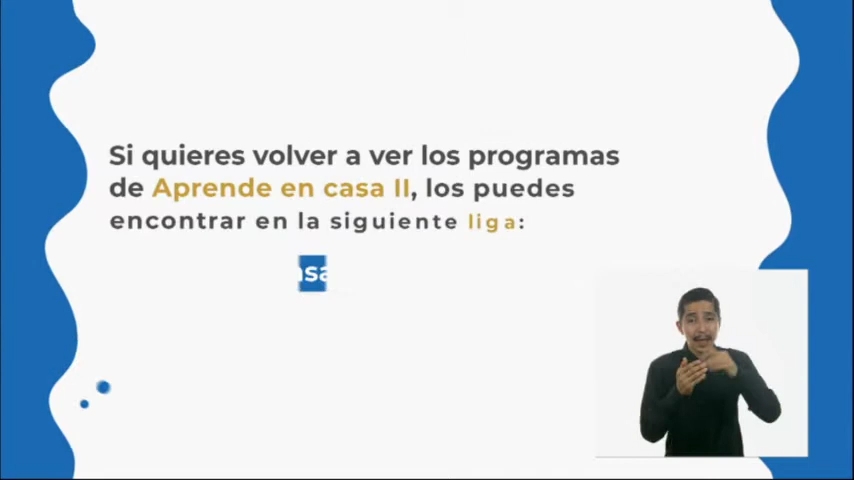 Si quieres volver a ver los programas
de Aprende en casa II, los puedes
encontrar en la siguiente liga: